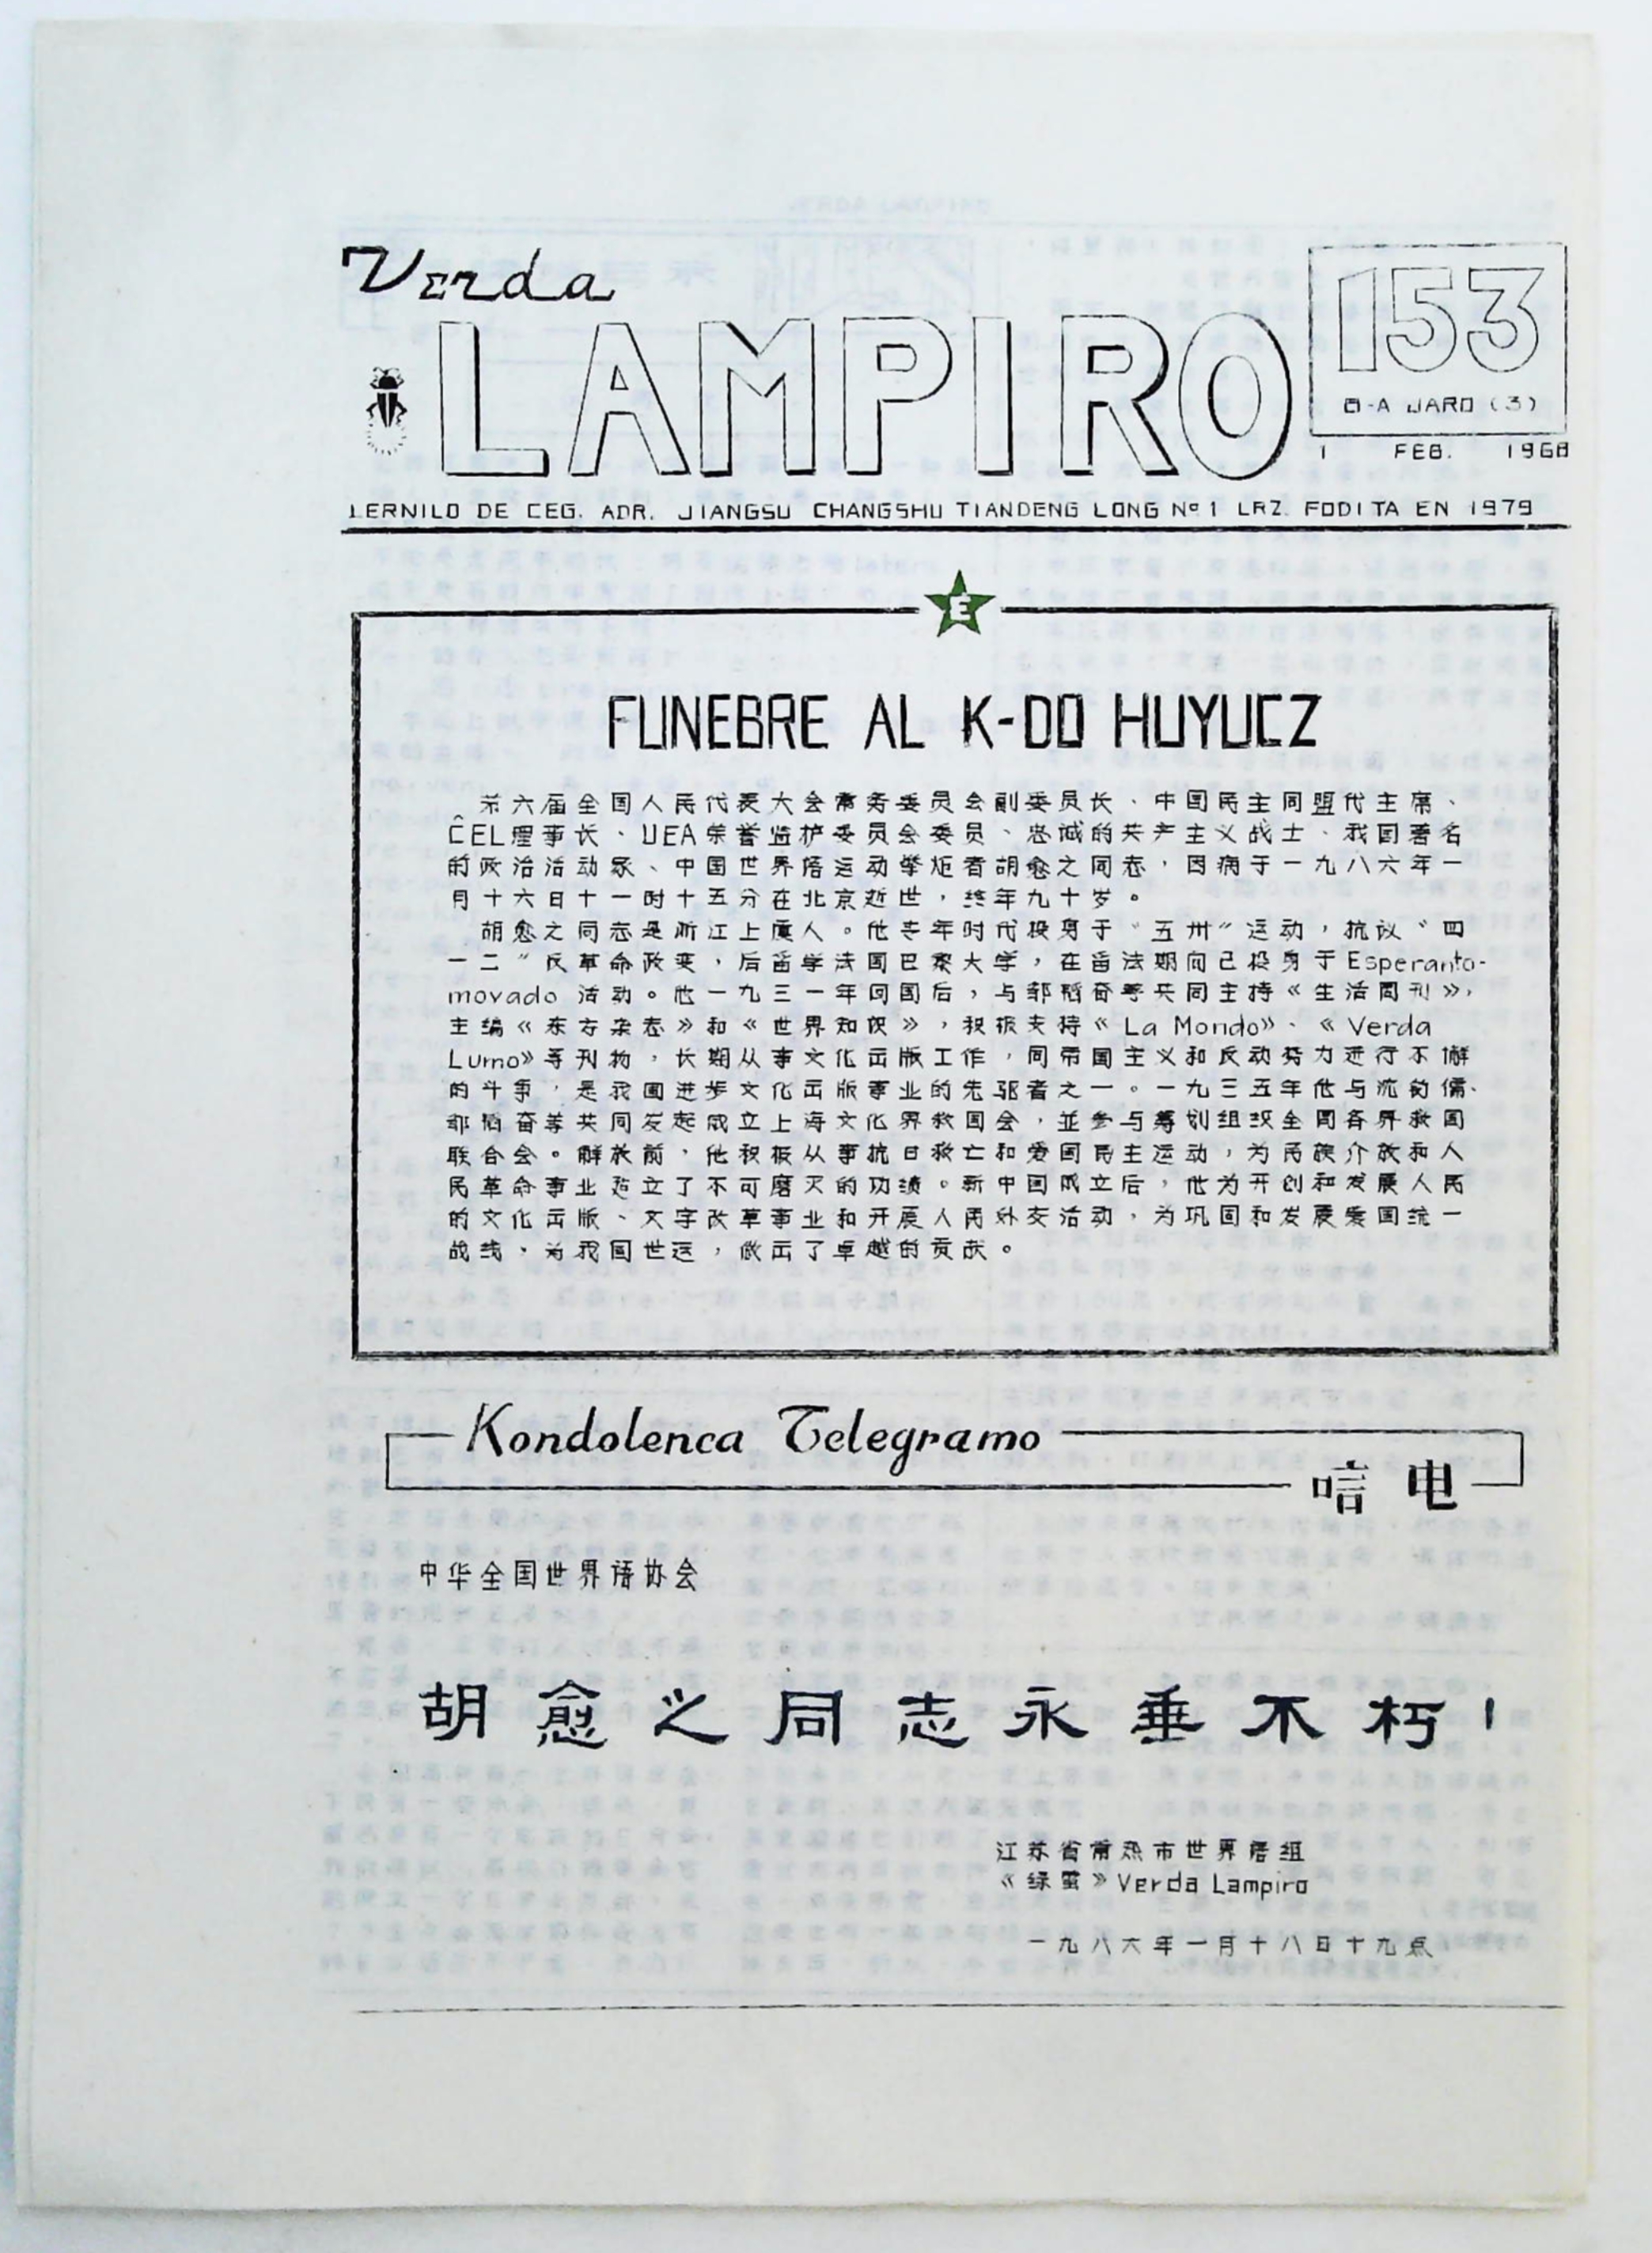 Verda
LAMPIRO
153
8-A JARO (3)
1 FEB. 1968
LERNILO DE CEG. ADR. JIANGSU CHANGSHU TIANDENG LONG Nº1 LRZ. FODITA EN 1979
É
FUNEBRE AL K-DO HUYUCZ
第六届全国人民代表大会常务委员会副委员长、中国民主同盟代主席、
ĈEL理事长、UEA荣誉监护委员会委员、忠诚的共产主义战士、我国著名
的政治活动家、中国世界语运动擎炬者胡愈之同志，因病于一九八六年一
月十六日十一时十五分在北京逝世，终年九十岁。
胡愈之同志是浙江上虞人。他青年时代投身于“五卅”运动，抗议“四
一二”反革命政变，后留学法国巴黎大学，在留法期间已投身于Esperanto-
movado 活动。他一九三一年回国后，与邹韬奋等共同主持《生活周刊》，
主编《东方杂志》和《世界知识》，积极支持《La Mondo》、《Verda
Lumo》等刊物，长期从事文化出版工作，同帝国主义和反动势力进行不懈
的斗争，是我国进步文化出版事业的先驱者之一。一九三五年他与沈钧儒、
邹韬奋等共同发起成立上海文化界救国会，並参与筹划组织全国各界救国
联合会。解放前，他积极从事抗日救亡和爱国民主运动，为民族介放和人
民革命事业建立了不可磨灭的功绩。新中国成立后，他为开创和发展人民
的文化出版、文字改革事业和开展人民外交活动，为巩固和发展爱国统一
战线、为我国世运，做出了卓越的贡献。
Kondolenca Telegramo
唁电
中华全国世界语协会
胡愈之同志永垂不朽！
江苏省常熟市世界语组
《绿萤》Verda Lampiro
一九八六年一月十八日十九点